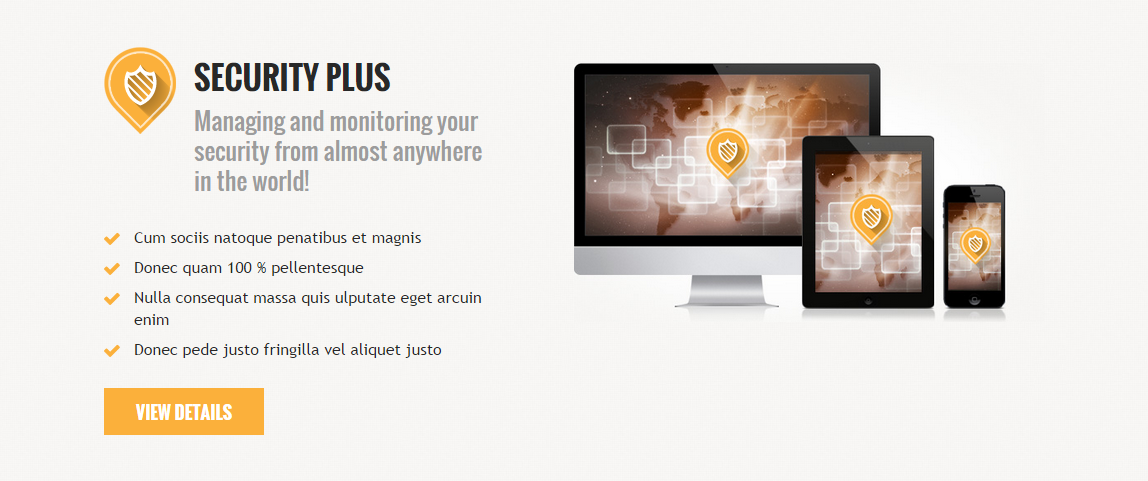 SECURITY PLUS
Managing and monitoring your
security from almost anywhere
in the world!
Cum sociis natoque penatibus et magnis
Donec quam 100 % pellentesque
Nulla consequat massa quis ulputate eget arcuin
enim
Donec pede justo fringilla vel aliquet justo
VIEW DETAILS